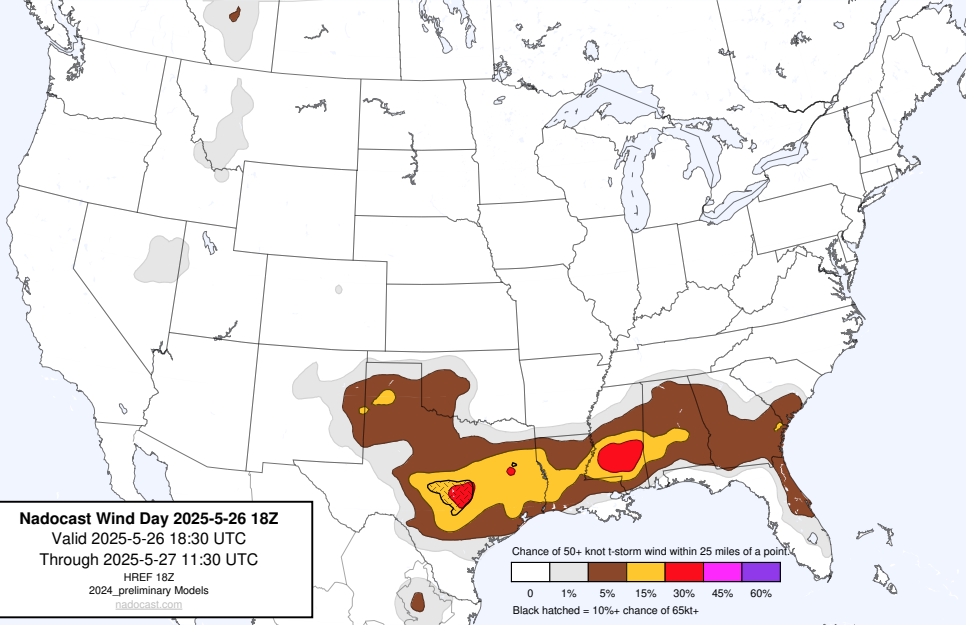 Nadocast Wind Day 2025-5-26 18Z
Valid 2025-5-26 18:30 UTC
Through 2025-5-27 11:30 UTC
HREF 18Z
2024_preliminary Models
nadocast.com
Chance of 50+ knot t-storm wind within 25 miles of a point.
0 1% 5% 15% 30% 45% 60%
Black hatched = 10%+ chance of 65kt+